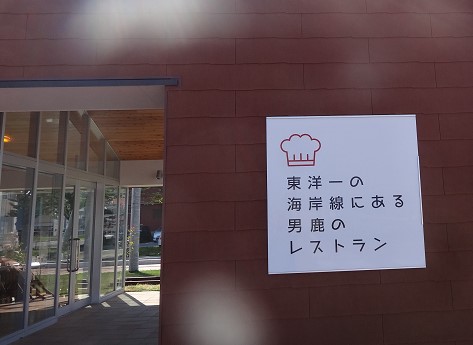 東洋一の
海岸線にある
男鹿の
レストラン